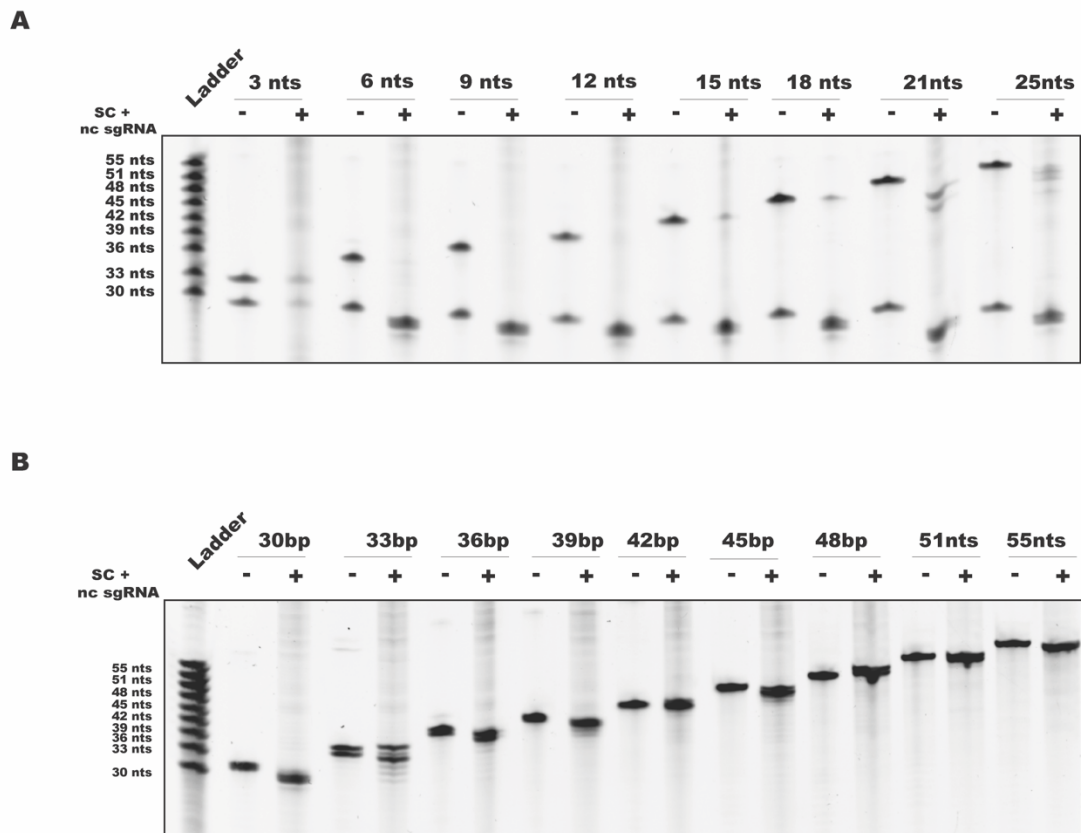 A
Ladder
3 nts 6 nts 9 nts 12 nts 15 nts 18 nts 21nts 25nts
SC + - + - + - + - + - + - + - + - +
nc sgRNA
55 nts
51 nts
48 nts
45 nts
42 nts
39 nts
36 nts
33 nts
30 nts
B
Ladder
30bp 33bp 36bp 39bp 42bp 45bp 48bp 51nts 55nts
SC + - + - + - + - + - + - + - + - + - +
nc sgRNA
55 nts
51 nts
48 nts
45 nts
42 nts
39 nts
36 nts
33 nts
30 nts